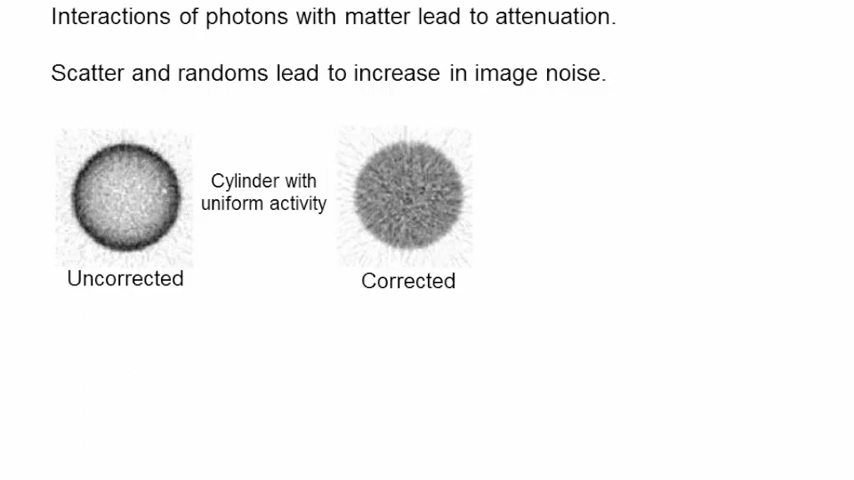 Interactions of photons with matter lead to attenuation.
Scatter and randoms lead to increase in image noise.
Cylinder with
uniform activity
Uncorrected
Corrected